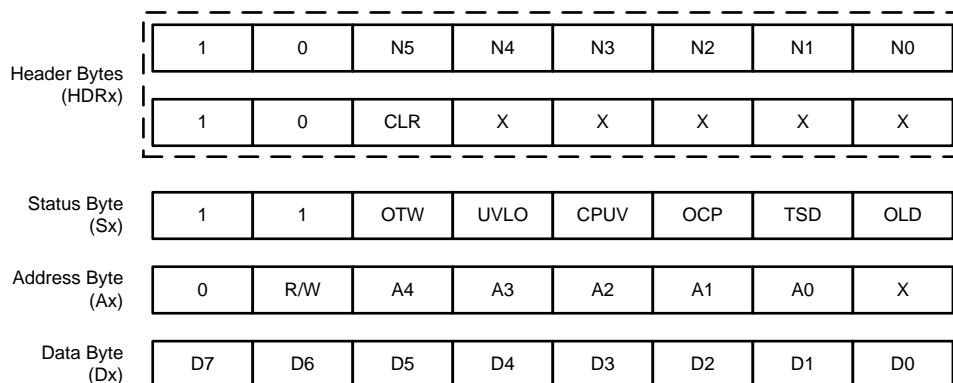 Header Bytes
(HDRx)
1 0 N5 N4 N3 N2 N1 N0
1 0 CLR X X X X X
Status Byte
(Sx)
1 1 OTW UVLO CPUV OCP TSD OLD
Address Byte
(Ax)
0 R/W A4 A3 A2 A1 A0 X
Data Byte
(Dx)
D7 D6 D5 D4 D3 D2 D1 D0